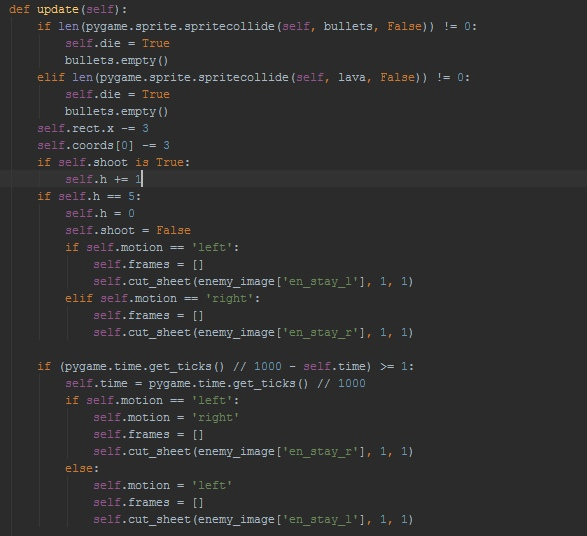 def update(self):
    if len(pygame.sprite.spritecollide(self, bullets, False)) != 0:
        self.die = True
        bullets.empty()
    elif len(pygame.sprite.spritecollide(self, lava, False)) != 0:
        self.die = True
        bullets.empty()
    self.rect.x -= 3
    self.coords[0] -= 3
    if self.shoot is True:
        self.h += 1
    if self.h == 5:
        self.h = 0
        self.shoot = False
        if self.motion == 'left':
            self.frames = []
            self.cut_sheet(enemy_image['en_stay_l'], 1, 1)
        elif self.motion == 'right':
            self.frames = []
            self.cut_sheet(enemy_image['en_stay_r'], 1, 1)

    if (pygame.time.get_ticks() // 1000 - self.time) >= 1:
        self.time = pygame.time.get_ticks() // 1000
        if self.motion == 'left':
            self.motion = 'right'
            self.frames = []
            self.cut_sheet(enemy_image['en_stay_r'], 1, 1)
        else:
            self.motion = 'left'
            self.frames = []
            self.cut_sheet(enemy_image['en_stay_l'], 1, 1)